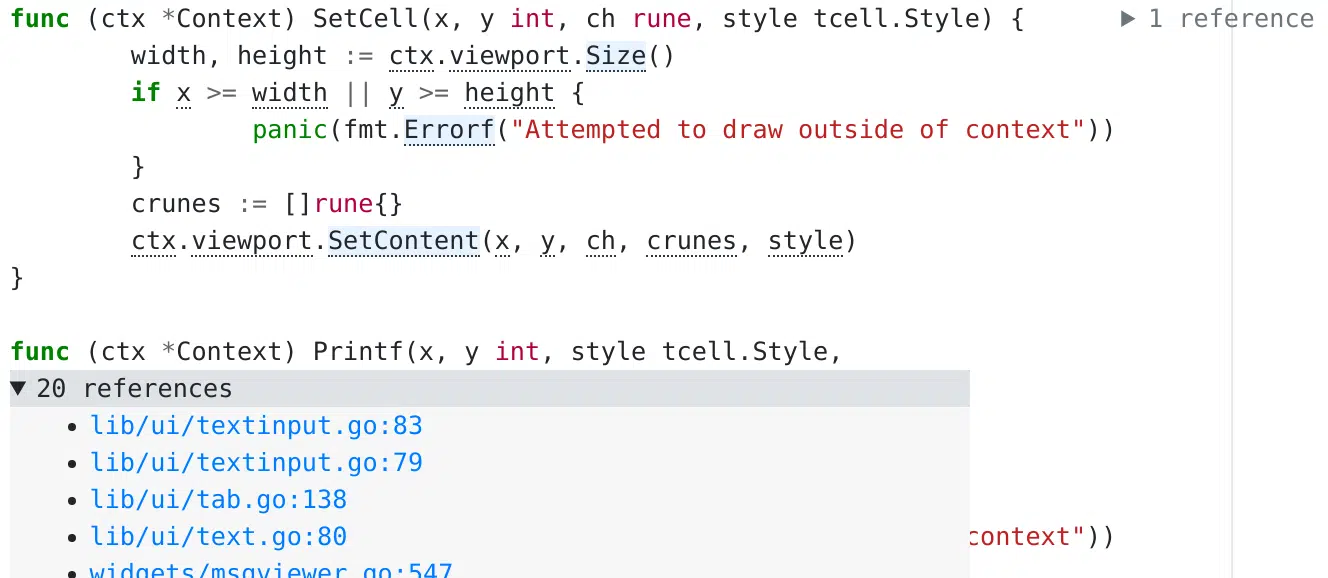 func (ctx *Context) SetCell(x, y int, ch rune, style tcell.Style) { ▶ 1 reference
width, height := ctx.viewport.Size()
if x >= width || y >= height {
panic(fmt.Errorf("Attempted to draw outside of context"))
}
crunes := []rune{}
ctx.viewport.SetContent(x, y, ch, crunes, style)
}
func (ctx *Context) Printf(x, y int, style tcell.Style,
▼ 20 references
• lib/ui/textinput.go:83
• lib/ui/textinput.go:79
• lib/ui/tab.go:138
• lib/ui/text.go:80 context"))
• widgets/msgviewer.go:547